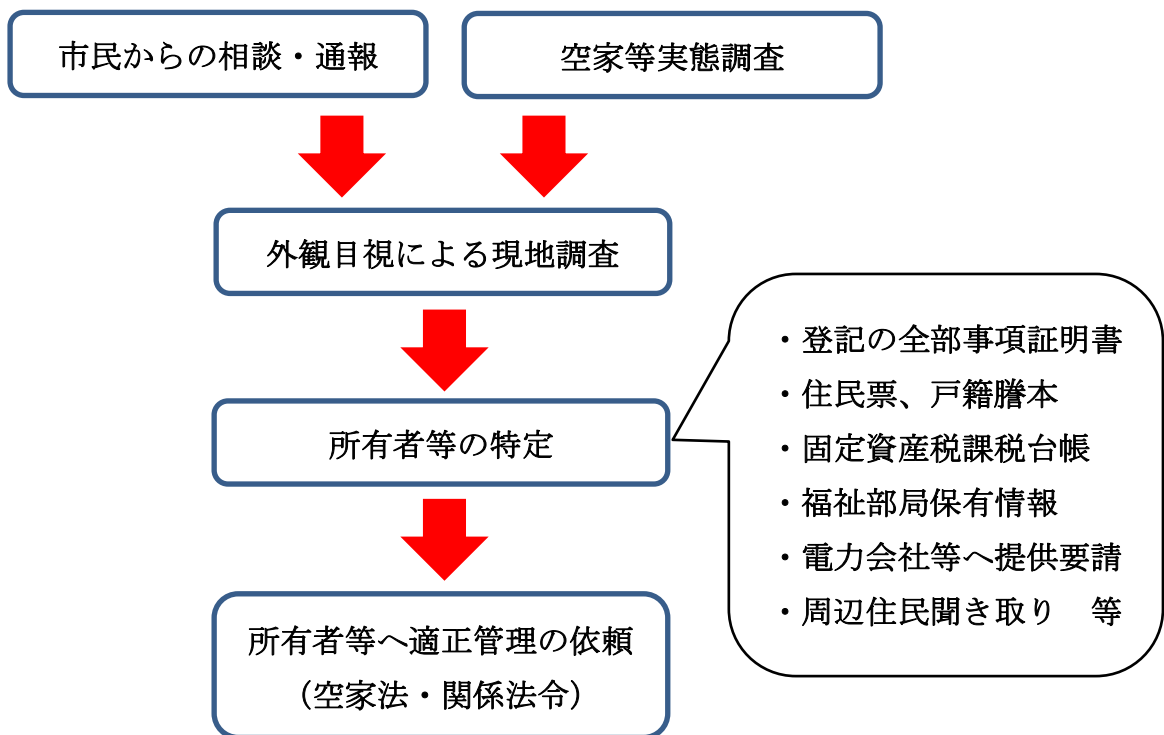 市民からの相談・通報
空家等実態調査
外観目視による現地調査
所有者等の特定
・登記の全部事項証明書
・住民票、戸籍謄本
・固定資産税課税台帳
・福祉部局保有情報
・電力会社等へ提供要請
・周辺住民聞き取り　等
所有者等へ適正管理の依頼
（空家法・関係法令）